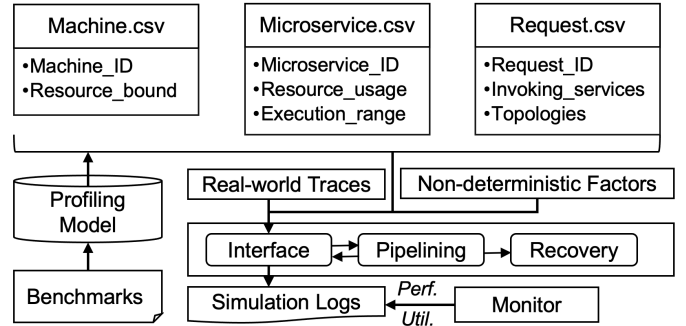 Machine.csv
•Machine_ID
•Resource_bound
Microservice.csv
•Microservice_ID
•Resource_usage
•Execution_range
Request.csv
•Request_ID
•Invoking_services
•Topologies
Profiling
Model
Benchmarks
Real-world Traces
Non-deterministic Factors
Interface
Pipelining
Recovery
Simulation Logs
Perf.
Util.
Monitor